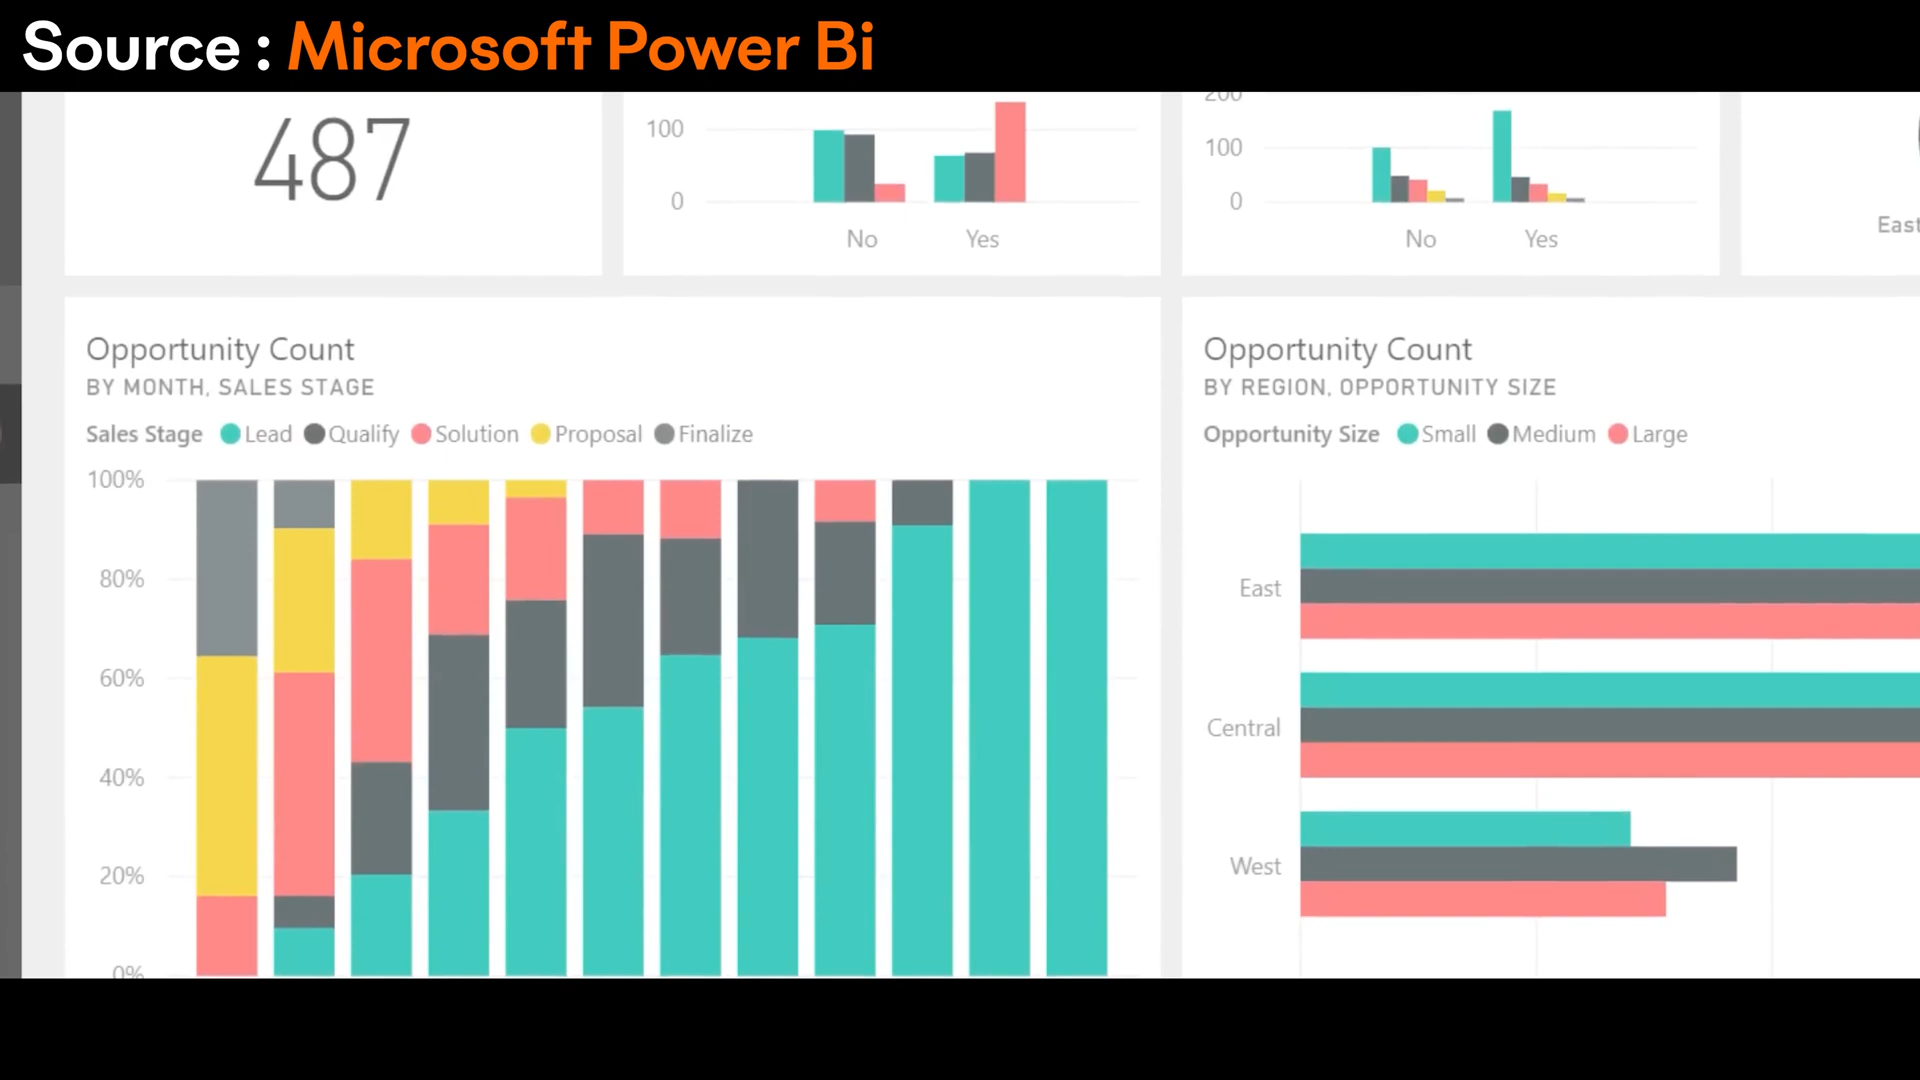 Source : Microsoft Power Bi
487
100
0
No Yes
200
100
0
No Yes
East
Opportunity Count
BY MONTH, SALES STAGE
Sales Stage Lead Qualify Solution Proposal Finalize
100%
80%
60%
40%
20%
0%
Opportunity Count
BY REGION, OPPORTUNITY SIZE
Opportunity Size Small Medium Large
East
Central
West